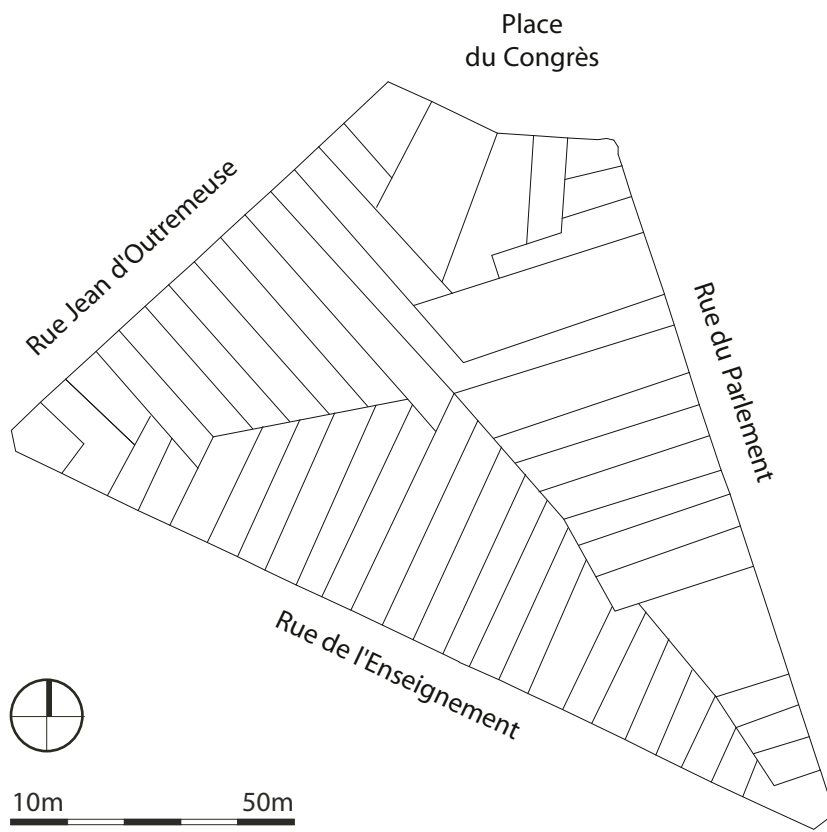 Place
du Congrès
Rue Jean d'Outremeuse
Rue du Parlement
Rue de l'Enseignement
10m 50m